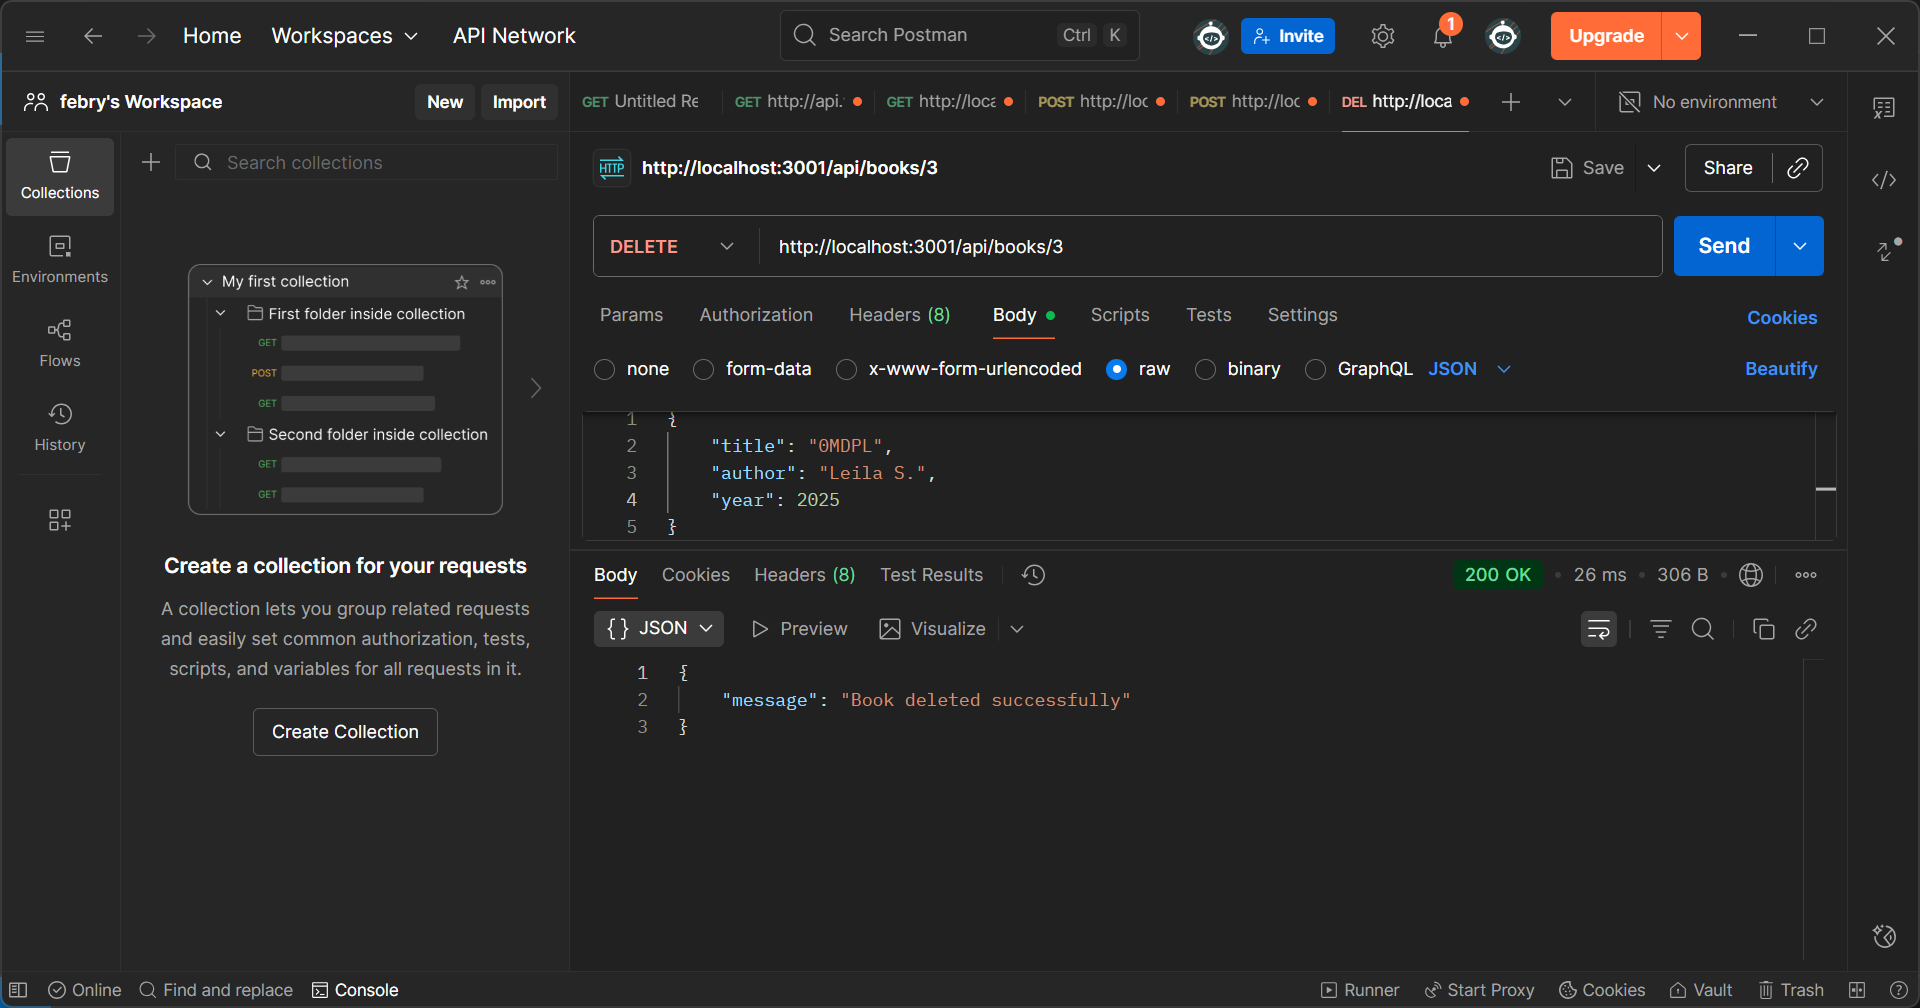 Home Workspaces API Network Search Postman Ctrl K Invite 1 Upgrade
febry's Workspace New Import GET Untitled Re GET http://api. GET http://loca POST http://loc POST http://loc DEL http://loca No environment
Collections
Search collections
HTTP http://localhost:3001/api/books/3 Save Share
Environments
DELETE http://localhost:3001/api/books/3 Send
Flows
History
My first collection
First folder inside collection
GET
POST
GET
Second folder inside collection
GET
GET
Create a collection for your requests
A collection lets you group related requests
and easily set common authorization, tests,
scripts, and variables for all requests in it.
Create Collection
Params Authorization Headers (8) Body Scripts Tests Settings Cookies
none form-data x-www-form-urlencoded raw binary GraphQL JSON Beautify
1 {
2 "title": "0MDPL",
3 "author": "Leila S.",
4 "year": 2025
5 }
Body Cookies Headers (8) Test Results 200 OK • 26 ms • 306 B •
{} JSON Preview Visualize
1 {
2 "message": "Book deleted successfully"
3 }
Online Find and replace Console Runner Start Proxy Cookies Vault Trash